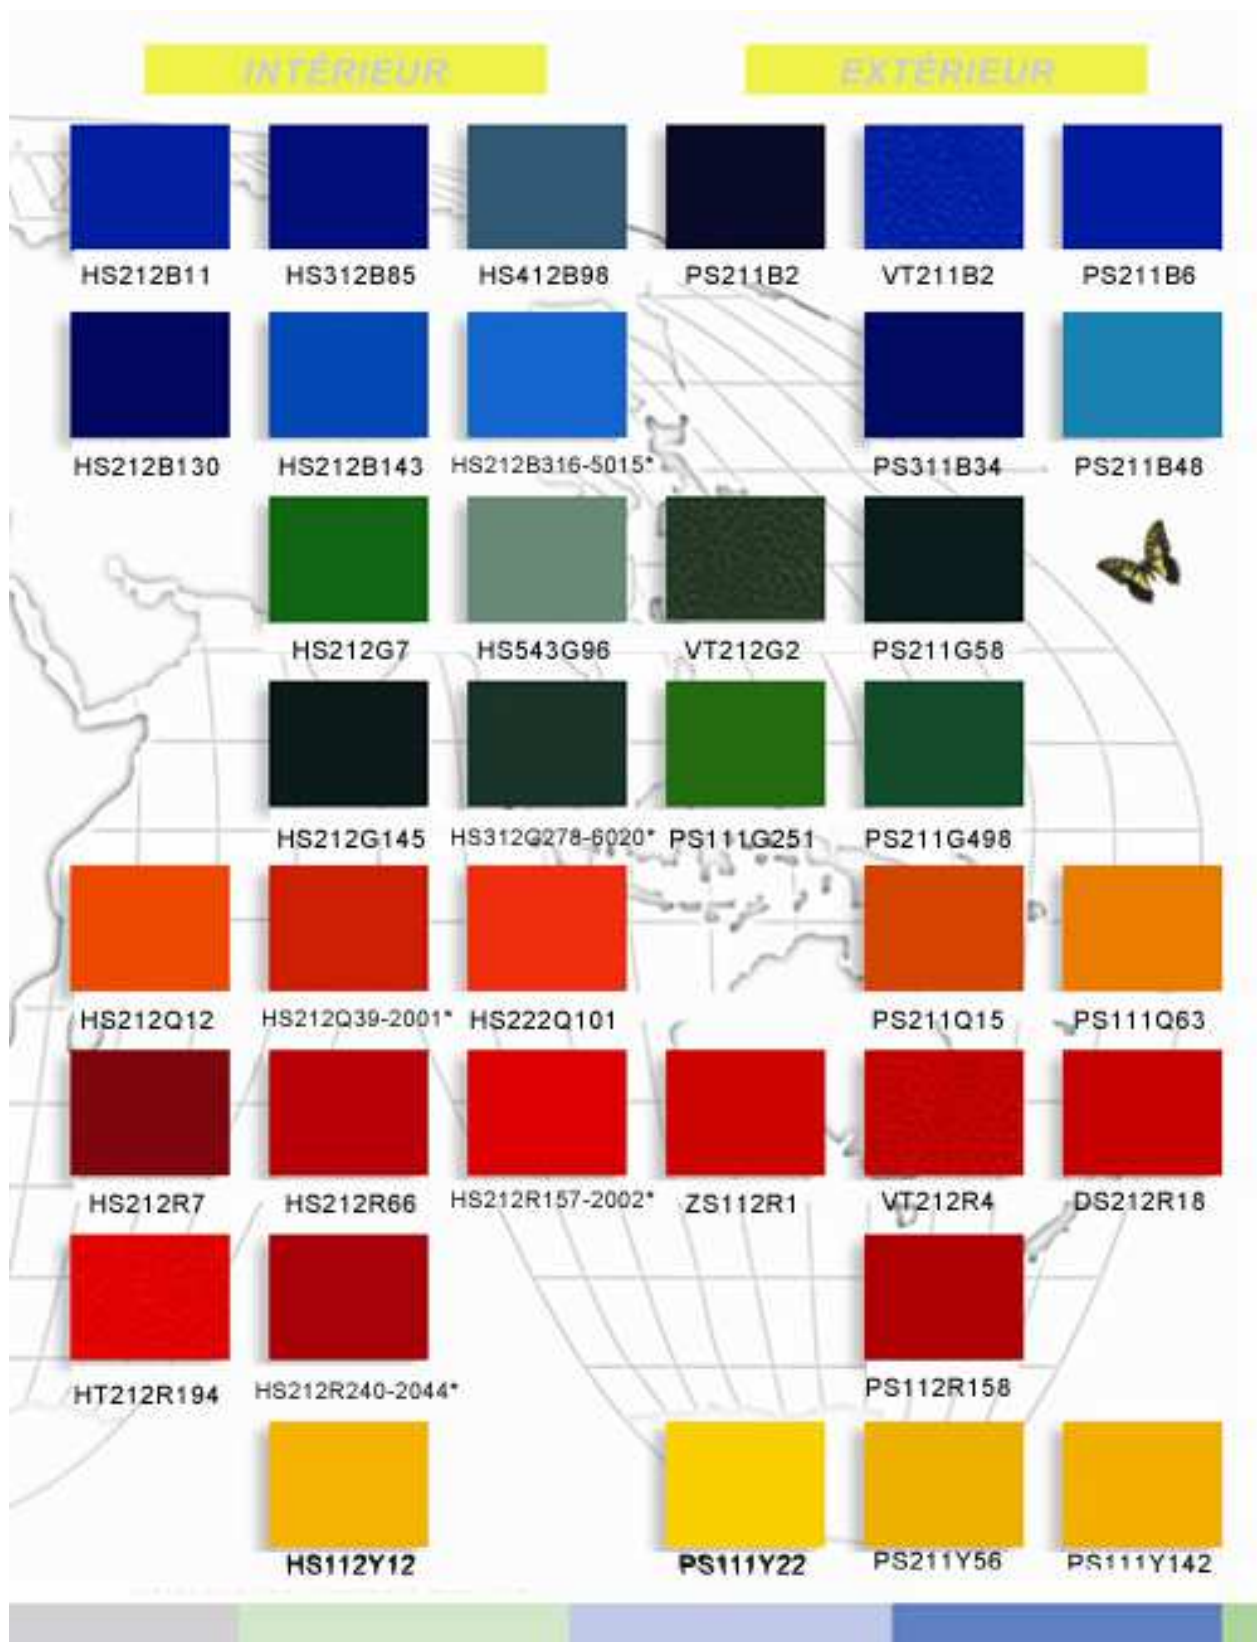 INTÉRIEUR EXTÉRIEUR
HS212B11 HS312B85 HS412B98 PS211B2 VT211B2 PS211B6
HS212B130 HS212B143 HS212B316-5015* PS311B34 PS211B48
HS212G7 HS543G96 VT212G2 PS211G58
HS212G145 HS312G278-6020* PS111G251 PS211G498
HS212Q12 HS212Q39-2001* HS222Q101 PS211Q15 PS111Q63
HS212R7 HS212R66 HS212R157-2002* ZS112R1 VT212R4 DS212R18
HT212R194 HS212R240-2044* PS112R158
HS112Y12 PS111Y22 PS211Y56 PS111Y142